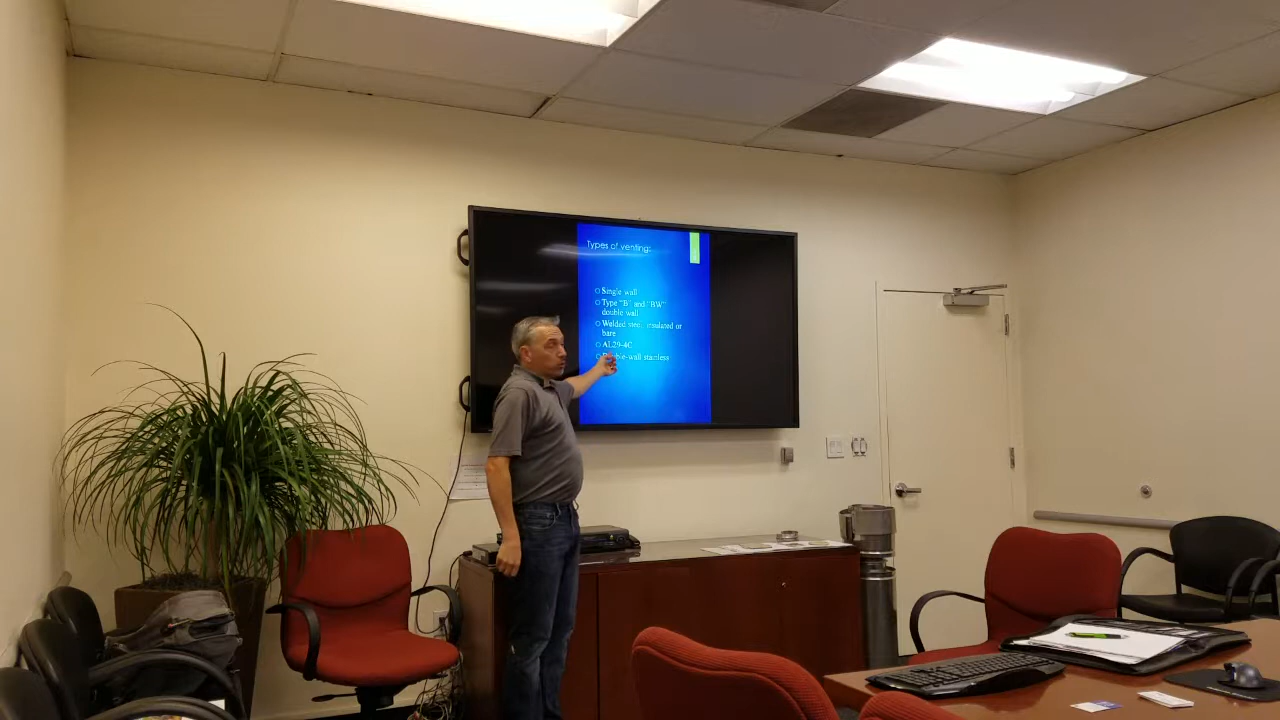 Types of venting:
Single wall
Type "B" and "BW"
double wall
Welded steel, insulated or
bare
AL29-4C
Double-wall stainless